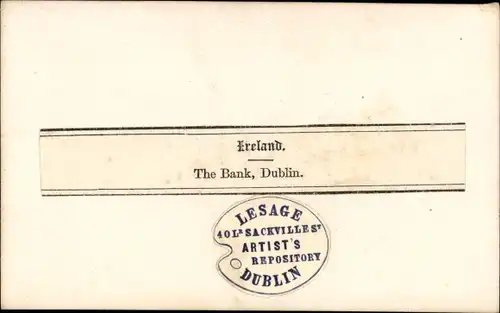 Ireland.
The Bank, Dublin.
LESAGE
40 LR SACKVILLE ST
ARTIST'S
REPOSITORY
DUBLIN